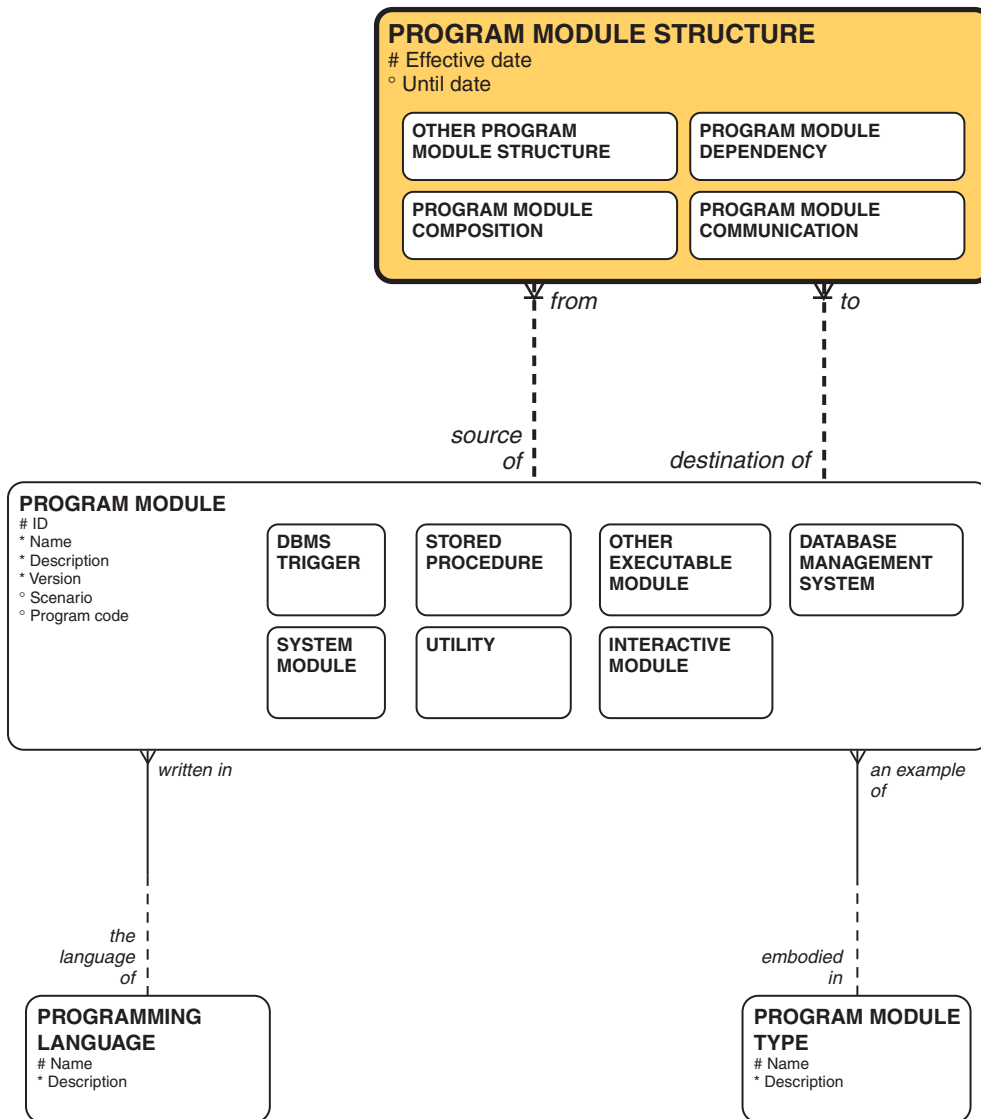 PROGRAM MODULE STRUCTURE
# Effective date
° Until date
OTHER PROGRAM
MODULE STRUCTURE
PROGRAM MODULE
DEPENDENCY
PROGRAM MODULE
COMPOSITION
PROGRAM MODULE
COMMUNICATION
from
to
source
of
destination of
PROGRAM MODULE
# ID
* Name
* Description
* Version
° Scenario
° Program code
DBMS
TRIGGER
STORED
PROCEDURE
OTHER
EXECUTABLE
MODULE
DATABASE
MANAGEMENT
SYSTEM
SYSTEM
MODULE
UTILITY
INTERACTIVE
MODULE
written in
an example
of
the
language
of
embodied
in
PROGRAMMING
LANGUAGE
# Name
* Description
PROGRAM MODULE
TYPE
# Name
* Description